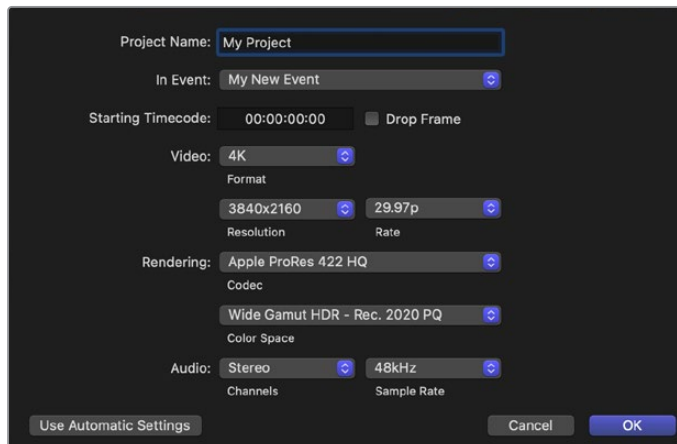 Project Name: My Project
In Event: My New Event
Starting Timecode: 00:00:00:00 Drop Frame
Video: 4K
Format
3840x2160 29.97p
Resolution Rate
Rendering: Apple ProRes 422 HQ
Codec
Wide Gamut HDR - Rec. 2020 PQ
Color Space
Audio: Stereo 48kHz
Channels Sample Rate
Use Automatic Settings Cancel OK